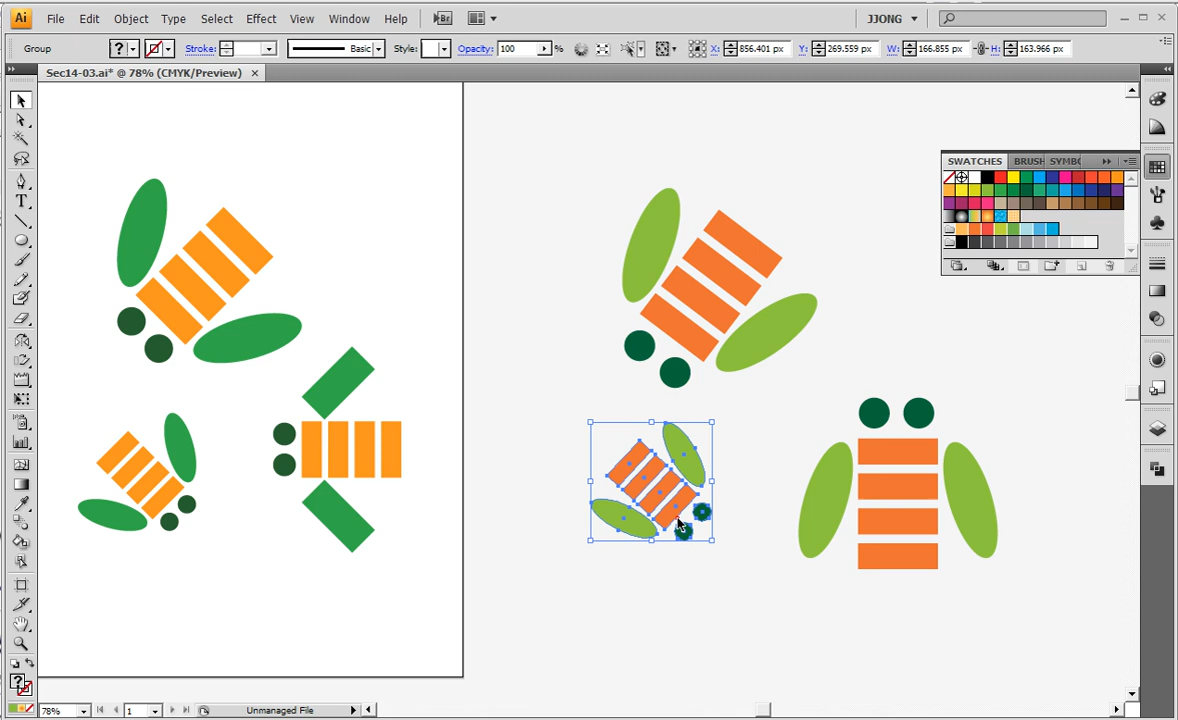 Ai File Edit Object Type Select Effect View Window Help Br JJONG
Group ? Stroke: Basic Style: Opacity: 100 % X: 856.401 px Y: 269.559 px W: 166.855 px H: 163.966 px
Sec14-03.ai* @ 78% (CMYK/Preview)
SWATCHES BRUSH SYMBO
T
?
78% 1 Unmanaged File